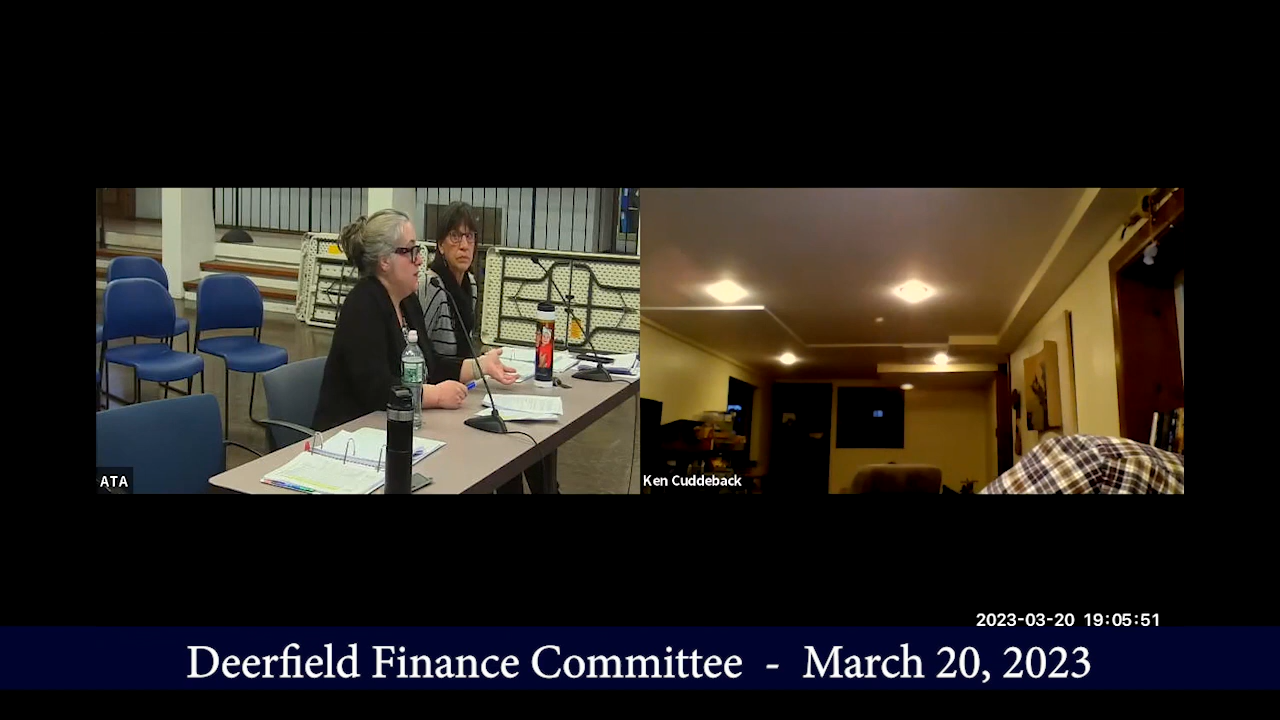 ATA
Ken Cuddeback
2023-03-20 19:05:51
Deerfield Finance Committee - March 20, 2023